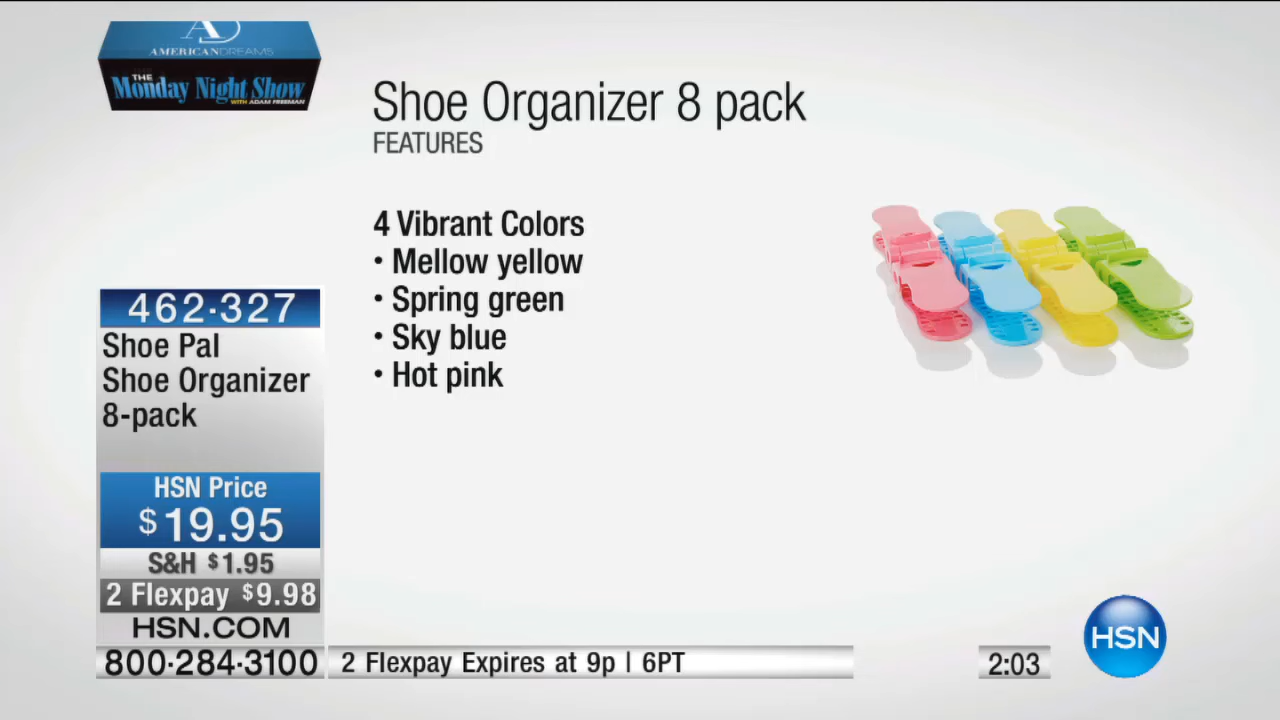 AD
AMERICANDREAMS
THE
Monday Night Show
WITH ADAM FREEMAN
Shoe Organizer 8 pack
FEATURES
4 Vibrant Colors
• Mellow yellow
• Spring green
• Sky blue
• Hot pink
462·327
Shoe Pal
Shoe Organizer
8-pack
HSN Price
$19.95
S&H $1.95
2 Flexpay $9.98
HSN.COM
800·284·3100
2 Flexpay Expires at 9p | 6PT
2:03
HSN